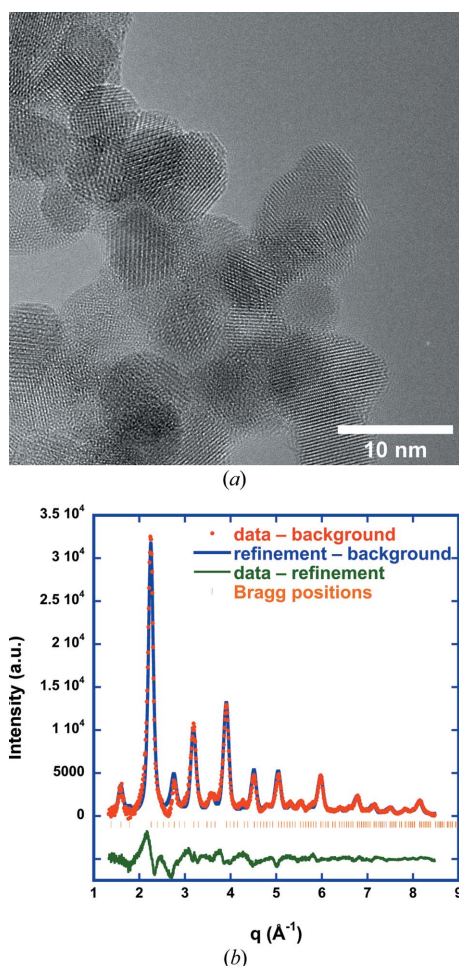 10 nm
(a)
3.5 10⁴
data – background
refinement – background
data – refinement
Bragg positions
3 10⁴
2.5 10⁴
2 10⁴
1.5 10⁴
1 10⁴
5000
0
Intensity (a.u.)
1 2 3 4 5 6 7 8 9
q (Å⁻¹)
(b)